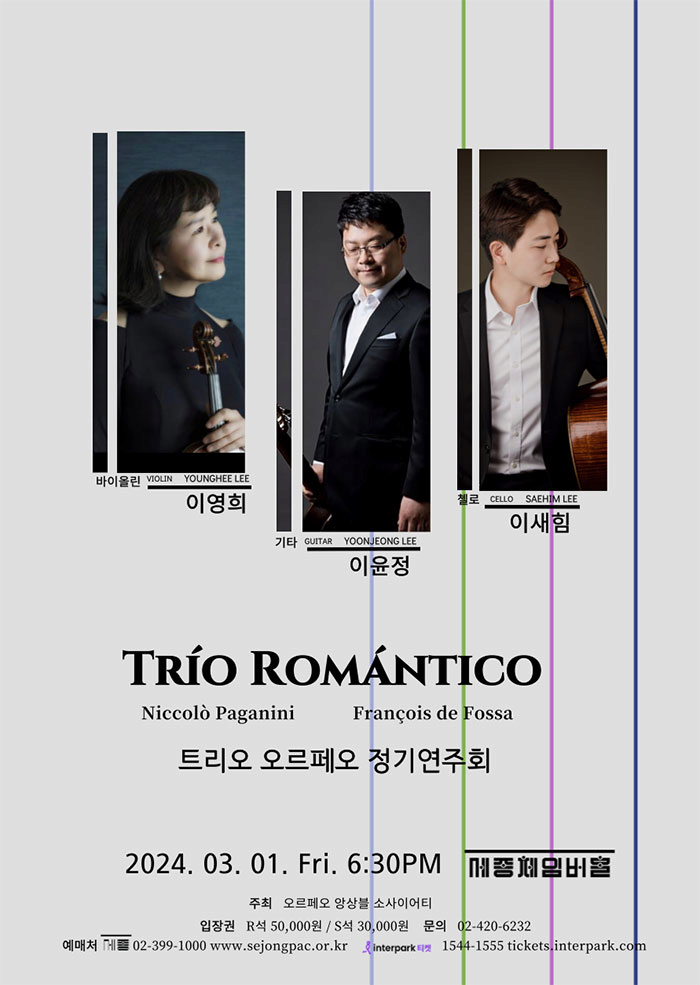 바이올린 VIOLIN YOUNGHEE LEE
이영희
기타 GUITAR YOONJEONG LEE
이윤정
첼로 CELLO SAEHIM LEE
이새힘
TRÍO ROMÁNTICO
Niccolò Paganini François de Fossa
트리오 오르페오 정기연주회
2024. 03. 01. Fri. 6:30PM 세종체임버홀
주최 오르페오 앙상블 소사이어티
입장권 R석 50,000원 / S석 30,000원 문의 02-420-6232
예매처 세종 02-399-1000 www.sejongpac.or.kr interpark 티켓 1544-1555 tickets.interpark.com